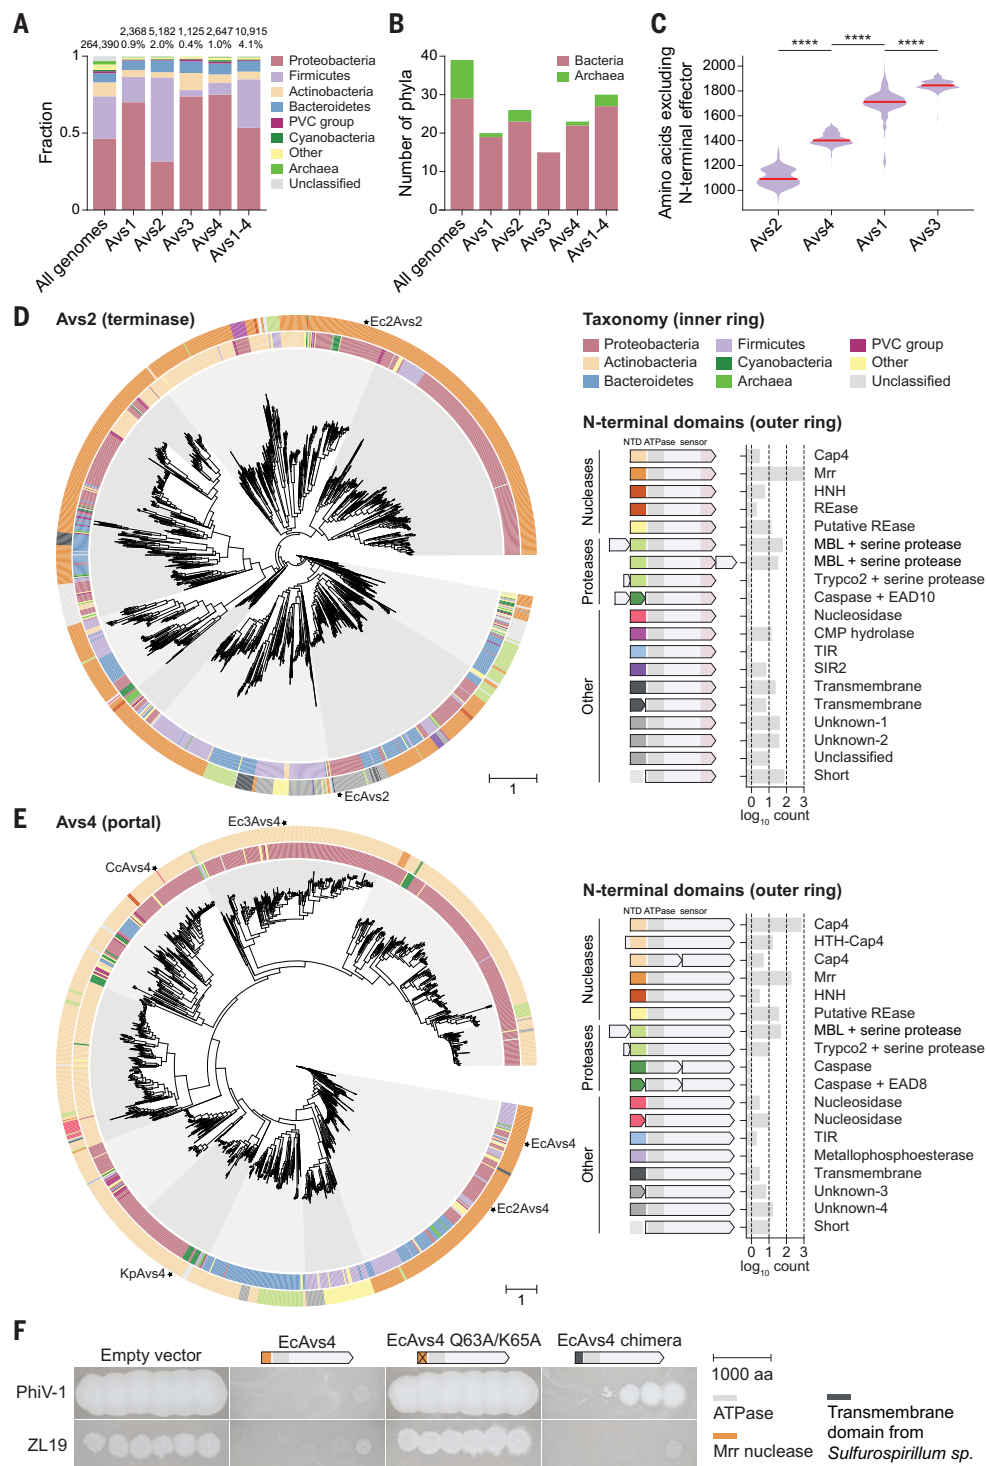 A
264,390
2,368
0.9%
5,182
2.0%
1,125
0.4%
2,647
1.0%
10,915
4.1%
1
0.5
0
Fraction
All genomes
Avs1
Avs2
Avs3
Avs4
Avs1-4
Proteobacteria
Firmicutes
Actinobacteria
Bacteroidetes
PVC group
Cyanobacteria
Other
Archaea
Unclassified
B
40
30
20
10
0
Number of phyla
Bacteria
Archaea
All genomes
Avs1
Avs2
Avs3
Avs4
Avs1-4
C
**** **** ****
2000
1800
1600
1400
1200
1000
Amino acids excluding
N-terminal effector
Avs2
Avs4
Avs1
Avs3
D
Avs2 (terminase)
Ec2Avs2
EcAvs2
1
Taxonomy (inner ring)
Proteobacteria
Firmicutes
PVC group
Actinobacteria
Cyanobacteria
Other
Bacteroidetes
Archaea
Unclassified
N-terminal domains (outer ring)
NTD ATPase sensor
Nucleases
Proteases
Other
Cap4
Mrr
HNH
REase
Putative REase
MBL + serine protease
MBL + serine protease
Trypco2 + serine protease
Caspase + EAD10
Nucleosidase
CMP hydrolase
TIR
SIR2
Transmembrane
Transmembrane
Unknown-1
Unknown-2
Unclassified
Short
0 1 2 3
log10 count
E
Avs4 (portal)
Ec3Avs4
CcAvs4
EcAvs4
Ec2Avs4
KpAvs4
1
N-terminal domains (outer ring)
NTD ATPase sensor
Nucleases
Proteases
Other
Cap4
HTH-Cap4
Cap4
Mrr
HNH
Putative REase
MBL + serine protease
Trypco2 + serine protease
Caspase
Caspase + EAD8
Nucleosidase
Nucleosidase
TIR
Metallophosphoesterase
Transmembrane
Unknown-3
Unknown-4
Short
0 1 2 3
log10 count
F
Empty vector
EcAvs4
EcAvs4 Q63A/K65A
EcAvs4 chimera
PhiV-1
ZL19
1000 aa
ATPase
Mrr nuclease
Transmembrane
domain from
Sulfurospirillum sp.